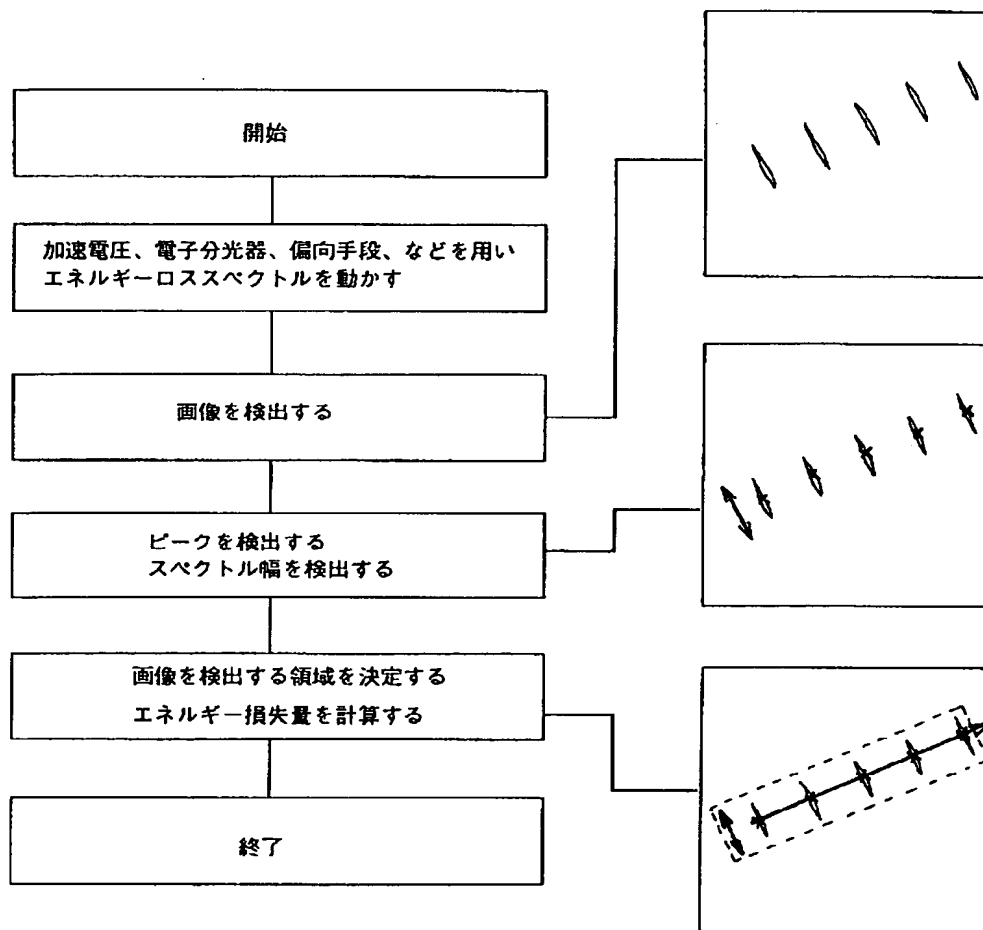 開始
加速電圧、電子分光器、偏向手段、などを用い
エネルギーロススペクトルを動かす
画像を検出する
ピークを検出する
スペクトル幅を検出する
画像を検出する領域を決定する
エネルギー損失量を計算する
終了